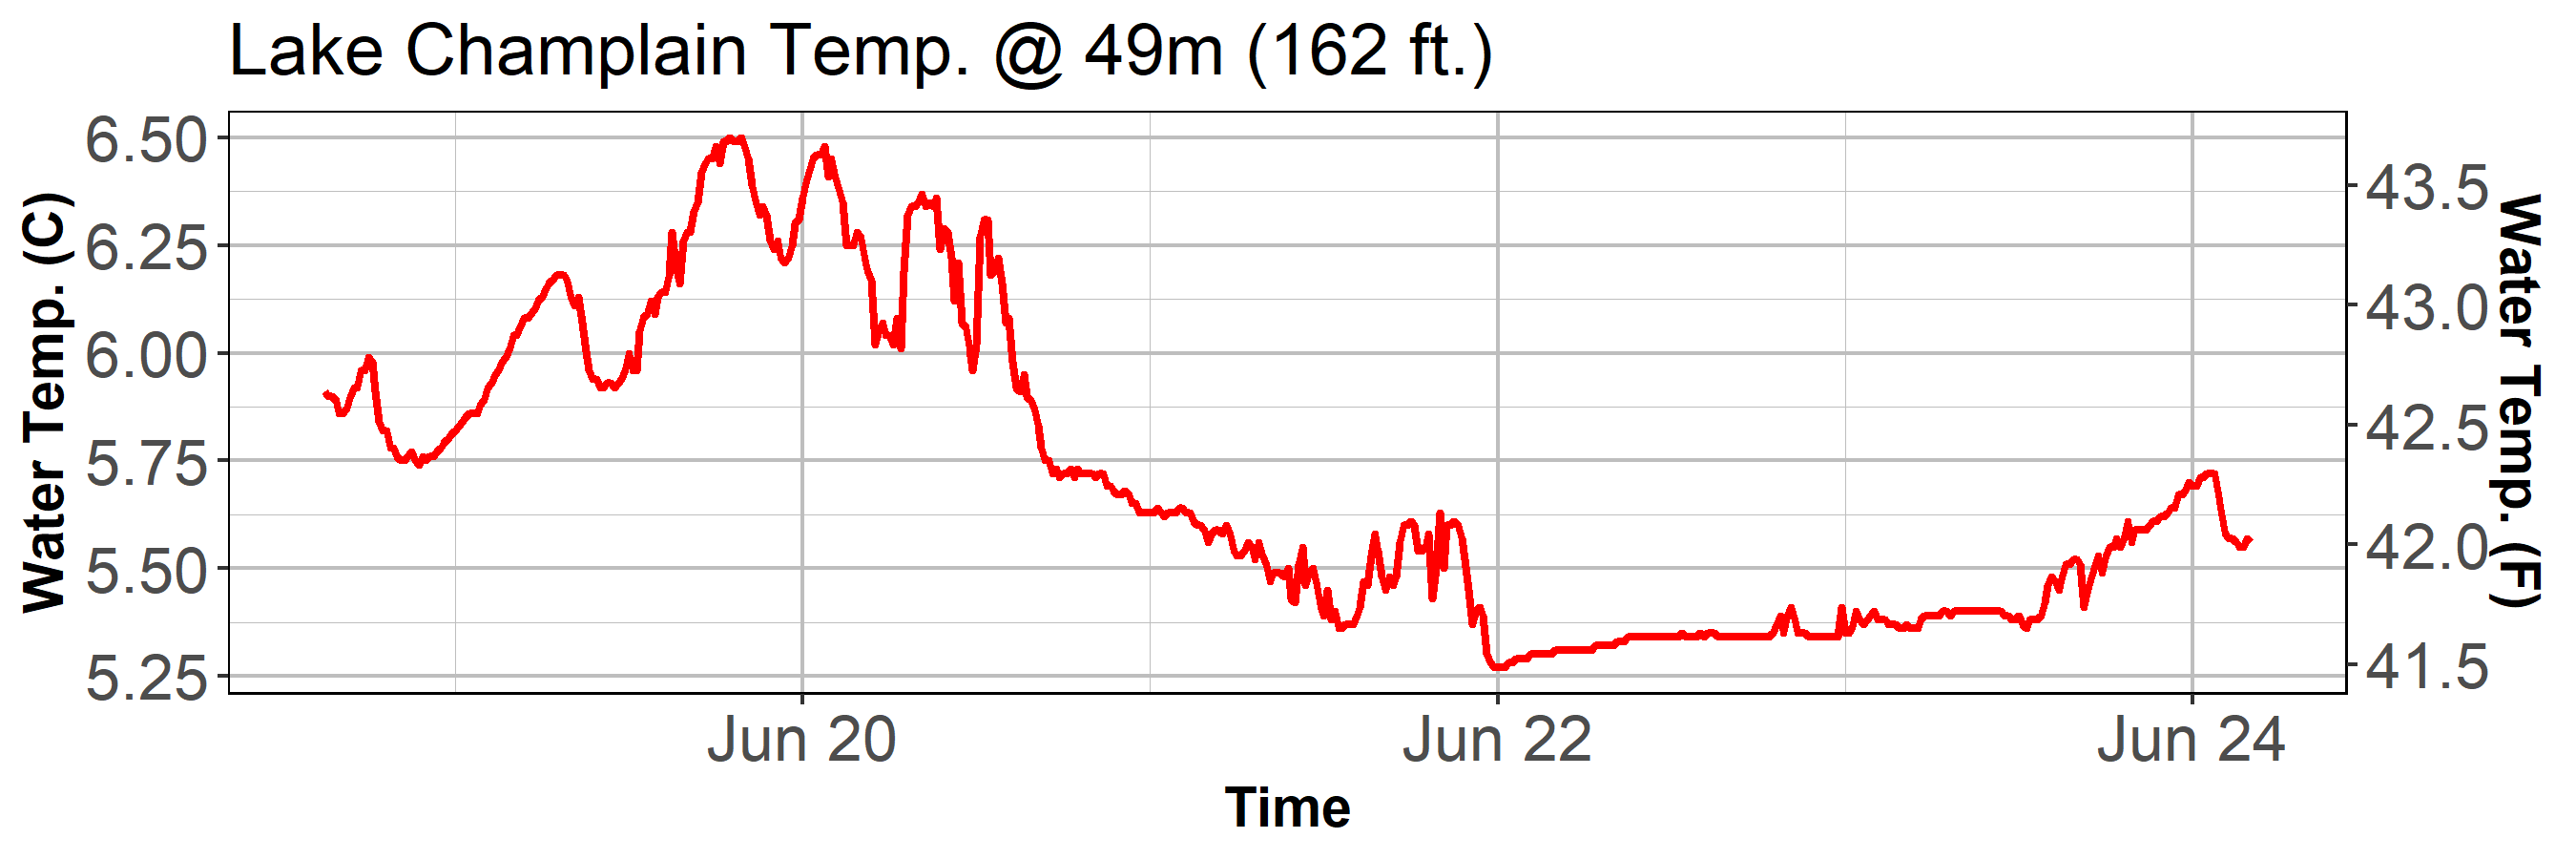 Lake Champlain Temp. @ 49m (162 ft.)
Water Temp. (C)
6.50
6.25
6.00
5.75
5.50
5.25
43.5
43.0
42.5
42.0
41.5
Water Temp. (F)
Jun 20 Jun 22 Jun 24
Time